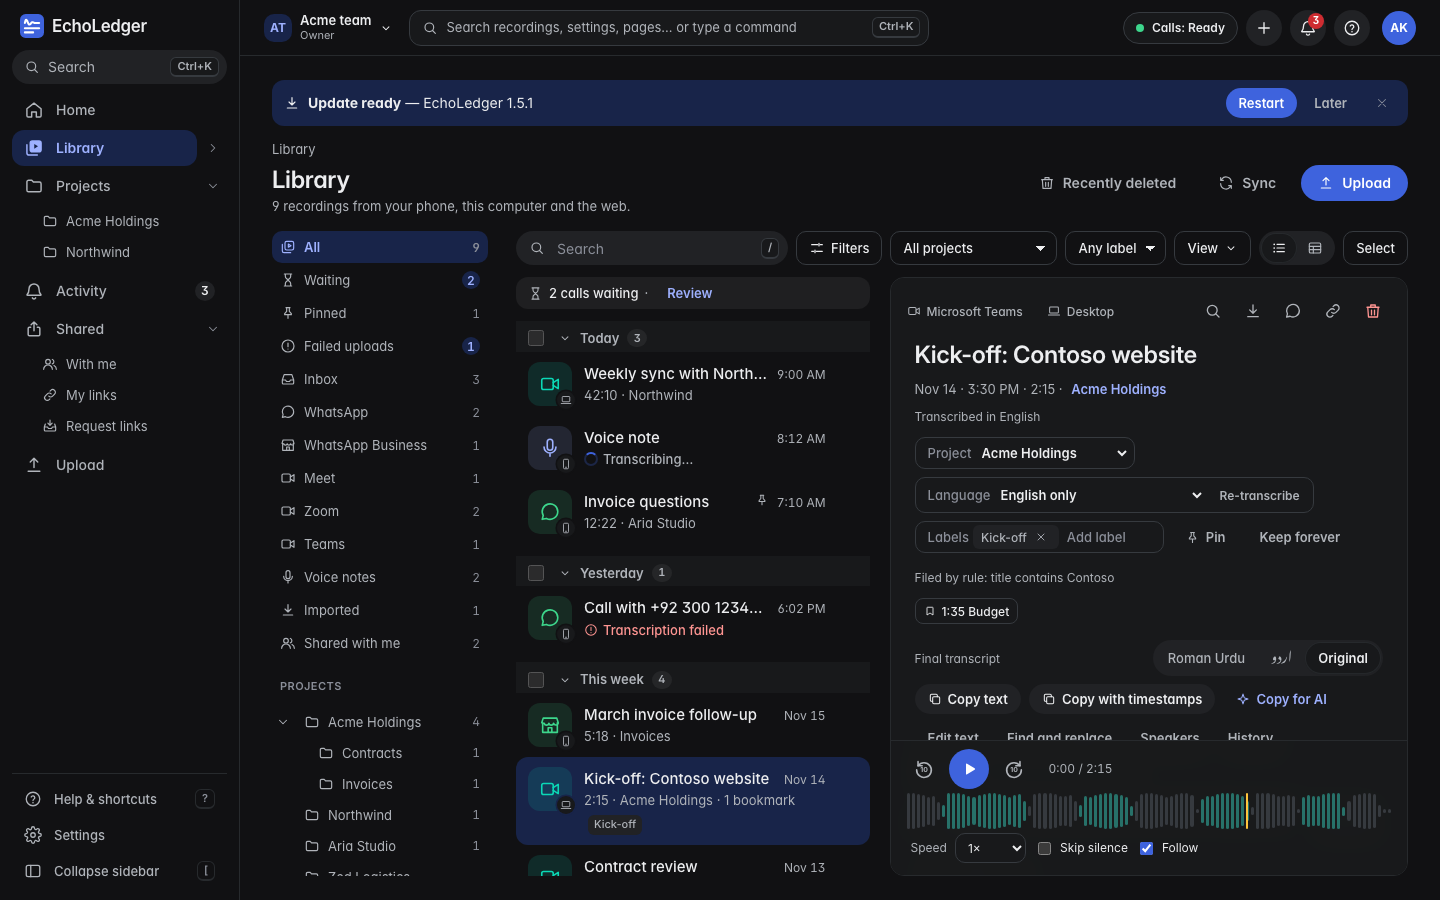 EchoLedger
Search Ctrl+K
Home
Library
Projects
Acme Holdings
Northwind
Activity 3
Shared
With me
My links
Request links
Upload
Help & shortcuts ?
Settings
Collapse sidebar [
AT Acme team
Owner
Search recordings, settings, pages... or type a command Ctrl+K
Calls: Ready
3
AK
Update ready — EchoLedger 1.5.1
Restart
Later
Library
Library
9 recordings from your phone, this computer and the web.
Recently deleted
Sync
Upload
All 9
Waiting 2
Pinned 1
Failed uploads 1
Inbox 3
WhatsApp 2
WhatsApp Business 1
Meet 1
Zoom 2
Teams 1
Voice notes 2
Imported 1
Shared with me 2
PROJECTS
Acme Holdings 4
Contracts 1
Invoices 1
Northwind 1
Aria Studio 1
Zed Logistics
Search /
Filters
All projects
Any label
View
Select
2 calls waiting · Review
Today 3
Weekly sync with North... 9:00 AM
42:10 · Northwind
Voice note 8:12 AM
Transcribing...
Invoice questions 7:10 AM
12:22 · Aria Studio
Yesterday 1
Call with +92 300 1234... 6:02 PM
Transcription failed
This week 4
March invoice follow-up Nov 15
5:18 · Invoices
Kick-off: Contoso website Nov 14
2:15 · Acme Holdings · 1 bookmark
Kick-off
Contract review Nov 13
Microsoft Teams Desktop
Kick-off: Contoso website
Nov 14 · 3:30 PM · 2:15 · Acme Holdings
Transcribed in English
Project Acme Holdings
Language English only Re-transcribe
Labels Kick-off Add label
Pin
Keep forever
Filed by rule: title contains Contoso
1:35 Budget
Final transcript
Roman Urdu اردو Original
Copy text
Copy with timestamps
Copy for AI
Edit text Find and replace Speakers History
10 10 0:00 / 2:15
Speed 1× Skip silence Follow